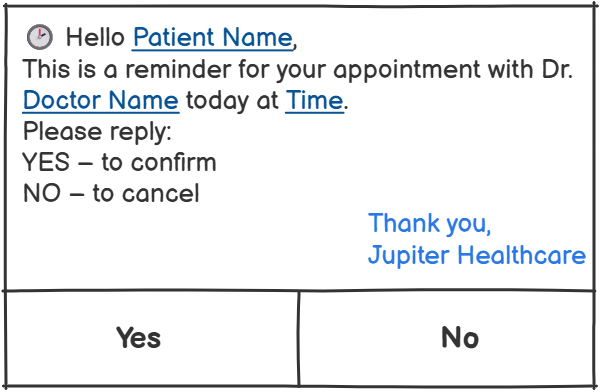 Hello Patient Name,
This is a reminder for your appointment with Dr.
Doctor Name today at Time.
Please reply:
YES – to confirm
NO – to cancel
Thank you,
Jupiter Healthcare
Yes
No